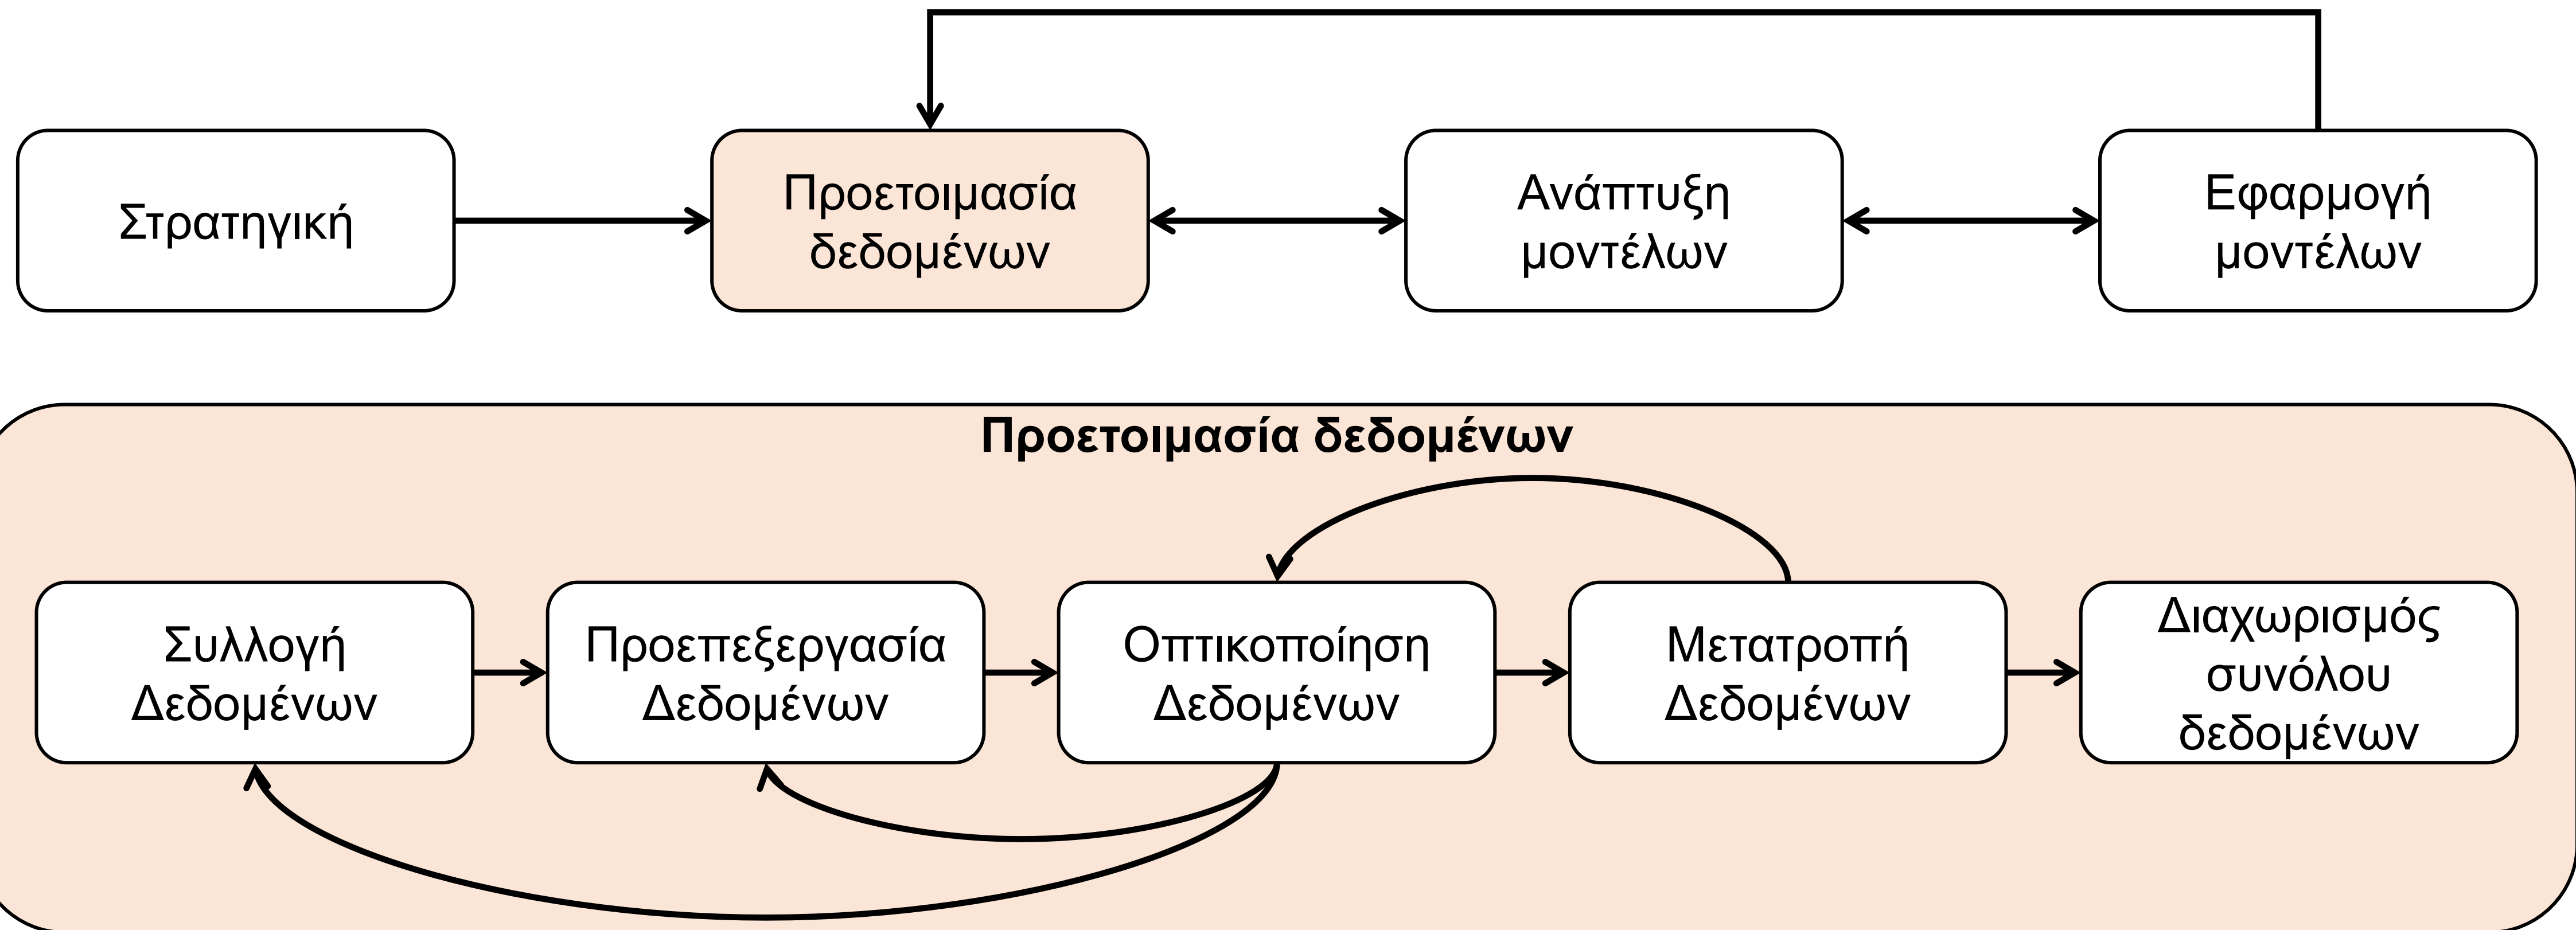 Στρατηγική
Προετοιμασία
δεδομένων
Ανάπτυξη
μοντέλων
Εφαρμογή
μοντέλων
Προετοιμασία δεδομένων
Συλλογή
Δεδομένων
Προεπεξεργασία
Δεδομένων
Οπτικοποίηση
Δεδομένων
Μετατροπή
Δεδομένων
Διαχωρισμός
συνόλου
δεδομένων